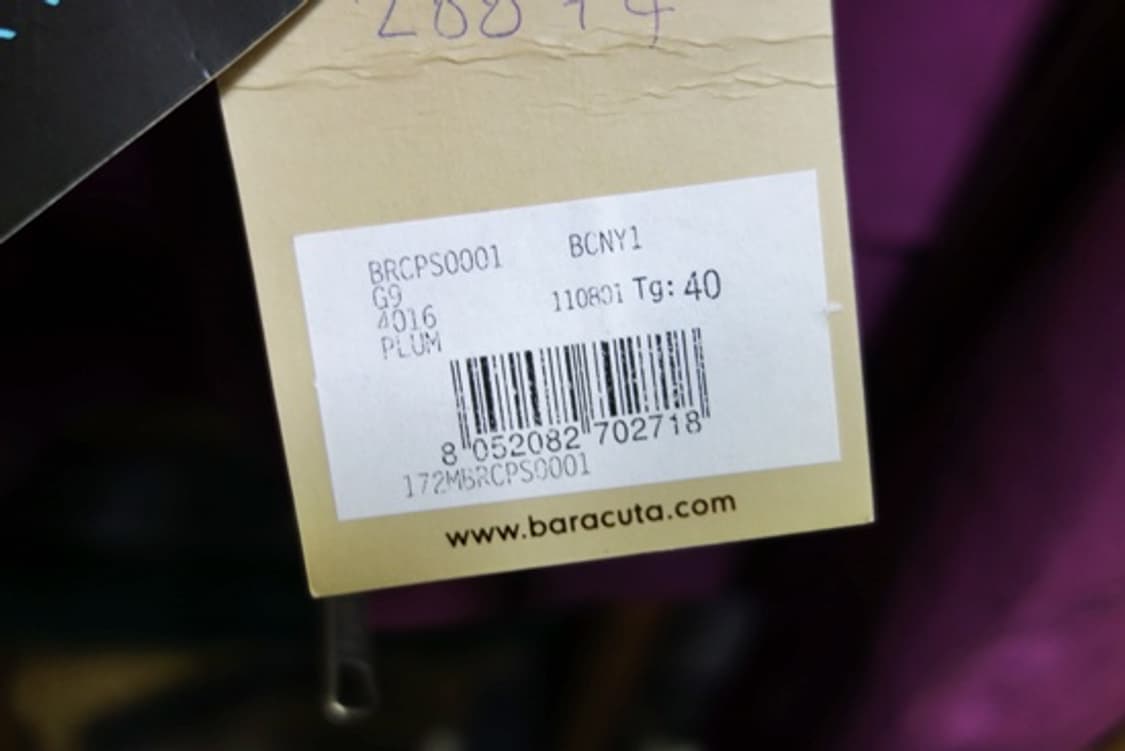 BRCPS0001 BCNY1
G9
4016 110801 Tg: 40
PLUM
8 052082 702718
172MBRCPS0001
www.baracuta.com